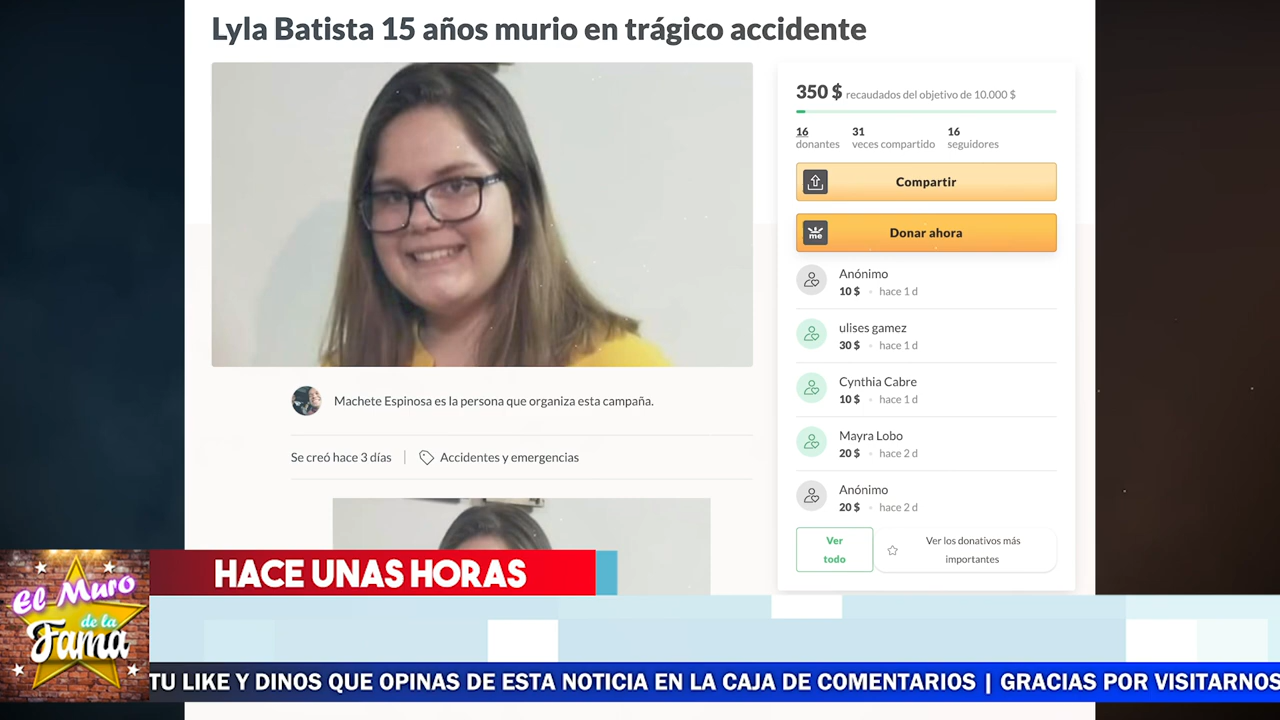 Lyla Batista 15 años murio en trágico accidente
350 $ recaudados del objetivo de 10.000 $
16 donantes
31 veces compartido
16 seguidores
Compartir
me
Donar ahora
Anónimo
10 $ • hace 1 d
ulises gamez
30 $ • hace 1 d
Cynthia Cabre
10 $ • hace 1 d
Mayra Lobo
20 $ • hace 2 d
Anónimo
20 $ • hace 2 d
Ver todo
Ver los donativos más importantes
Machete Espinosa es la persona que organiza esta campaña.
Se creó hace 3 días | Accidentes y emergencias
El Muro
de la
Fama
HACE UNAS HORAS
TU LIKE Y DINOS QUE OPINAS DE ESTA NOTICIA EN LA CAJA DE COMENTARIOS | GRACIAS POR VISITARNOS